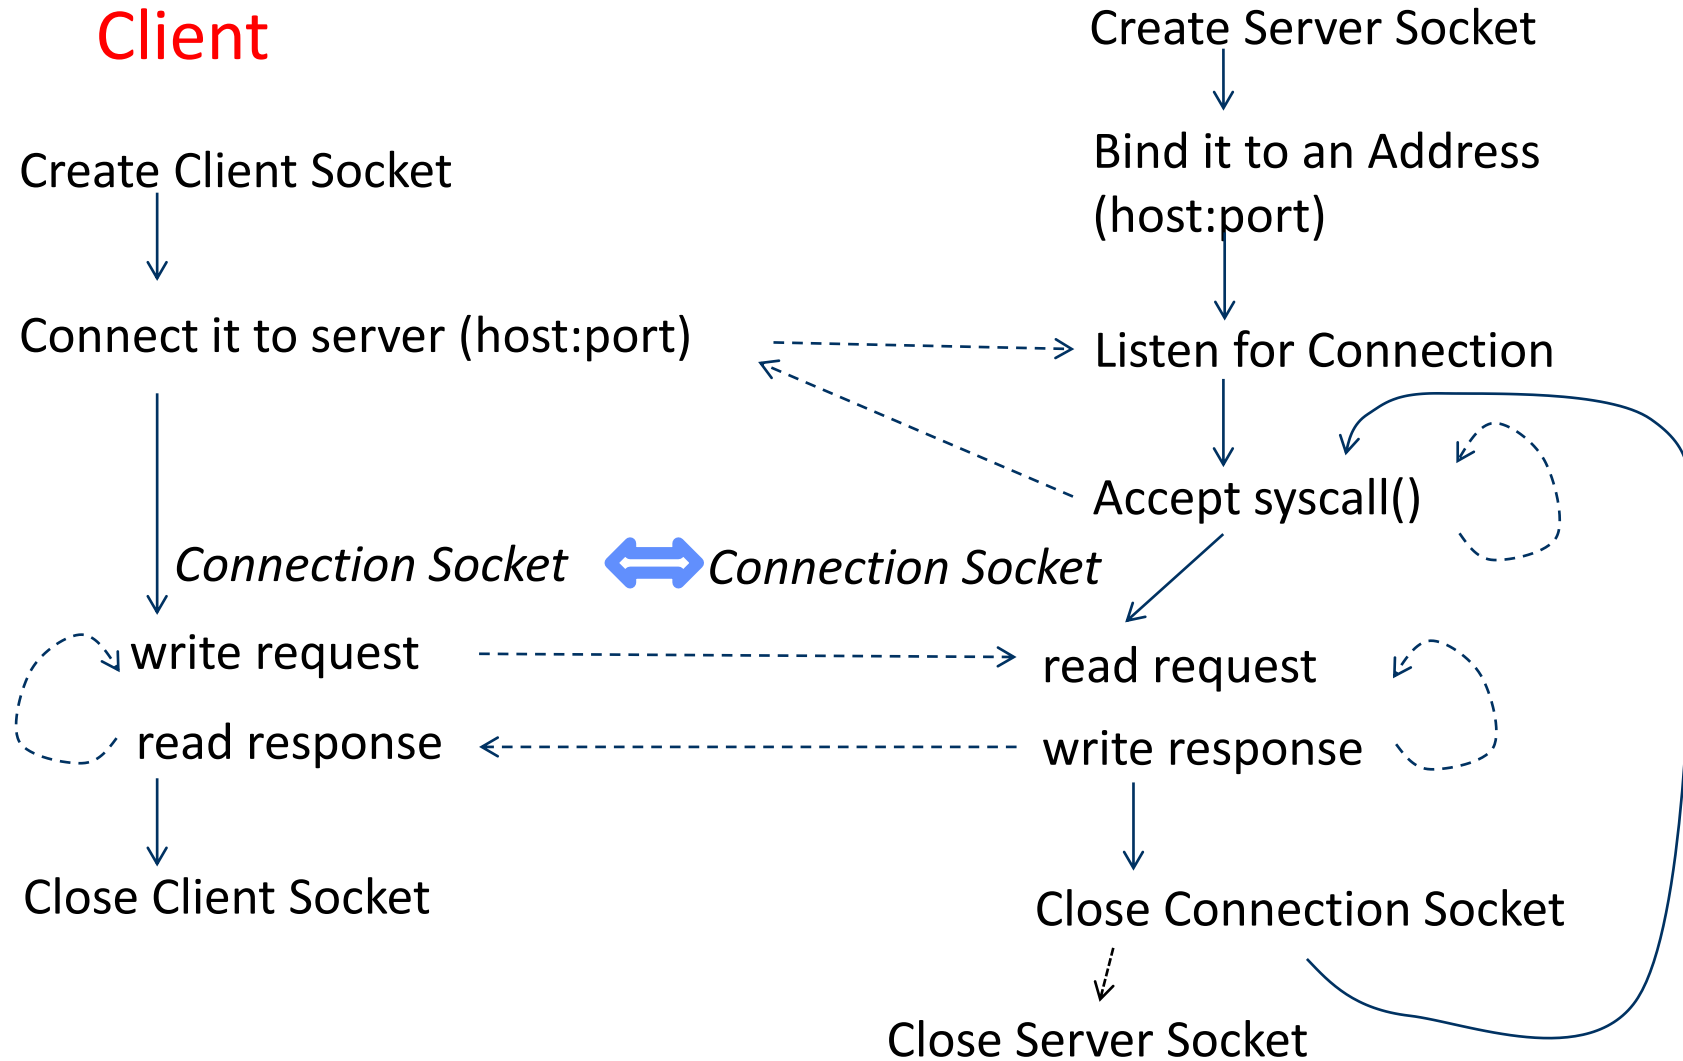 Client
Create Client Socket
Connect it to server (host:port)
Connection Socket
write request
read response
Close Client Socket
Create Server Socket
Bind it to an Address
(host:port)
Listen for Connection
Accept syscall()
Connection Socket
read request
write response
Close Connection Socket
Close Server Socket